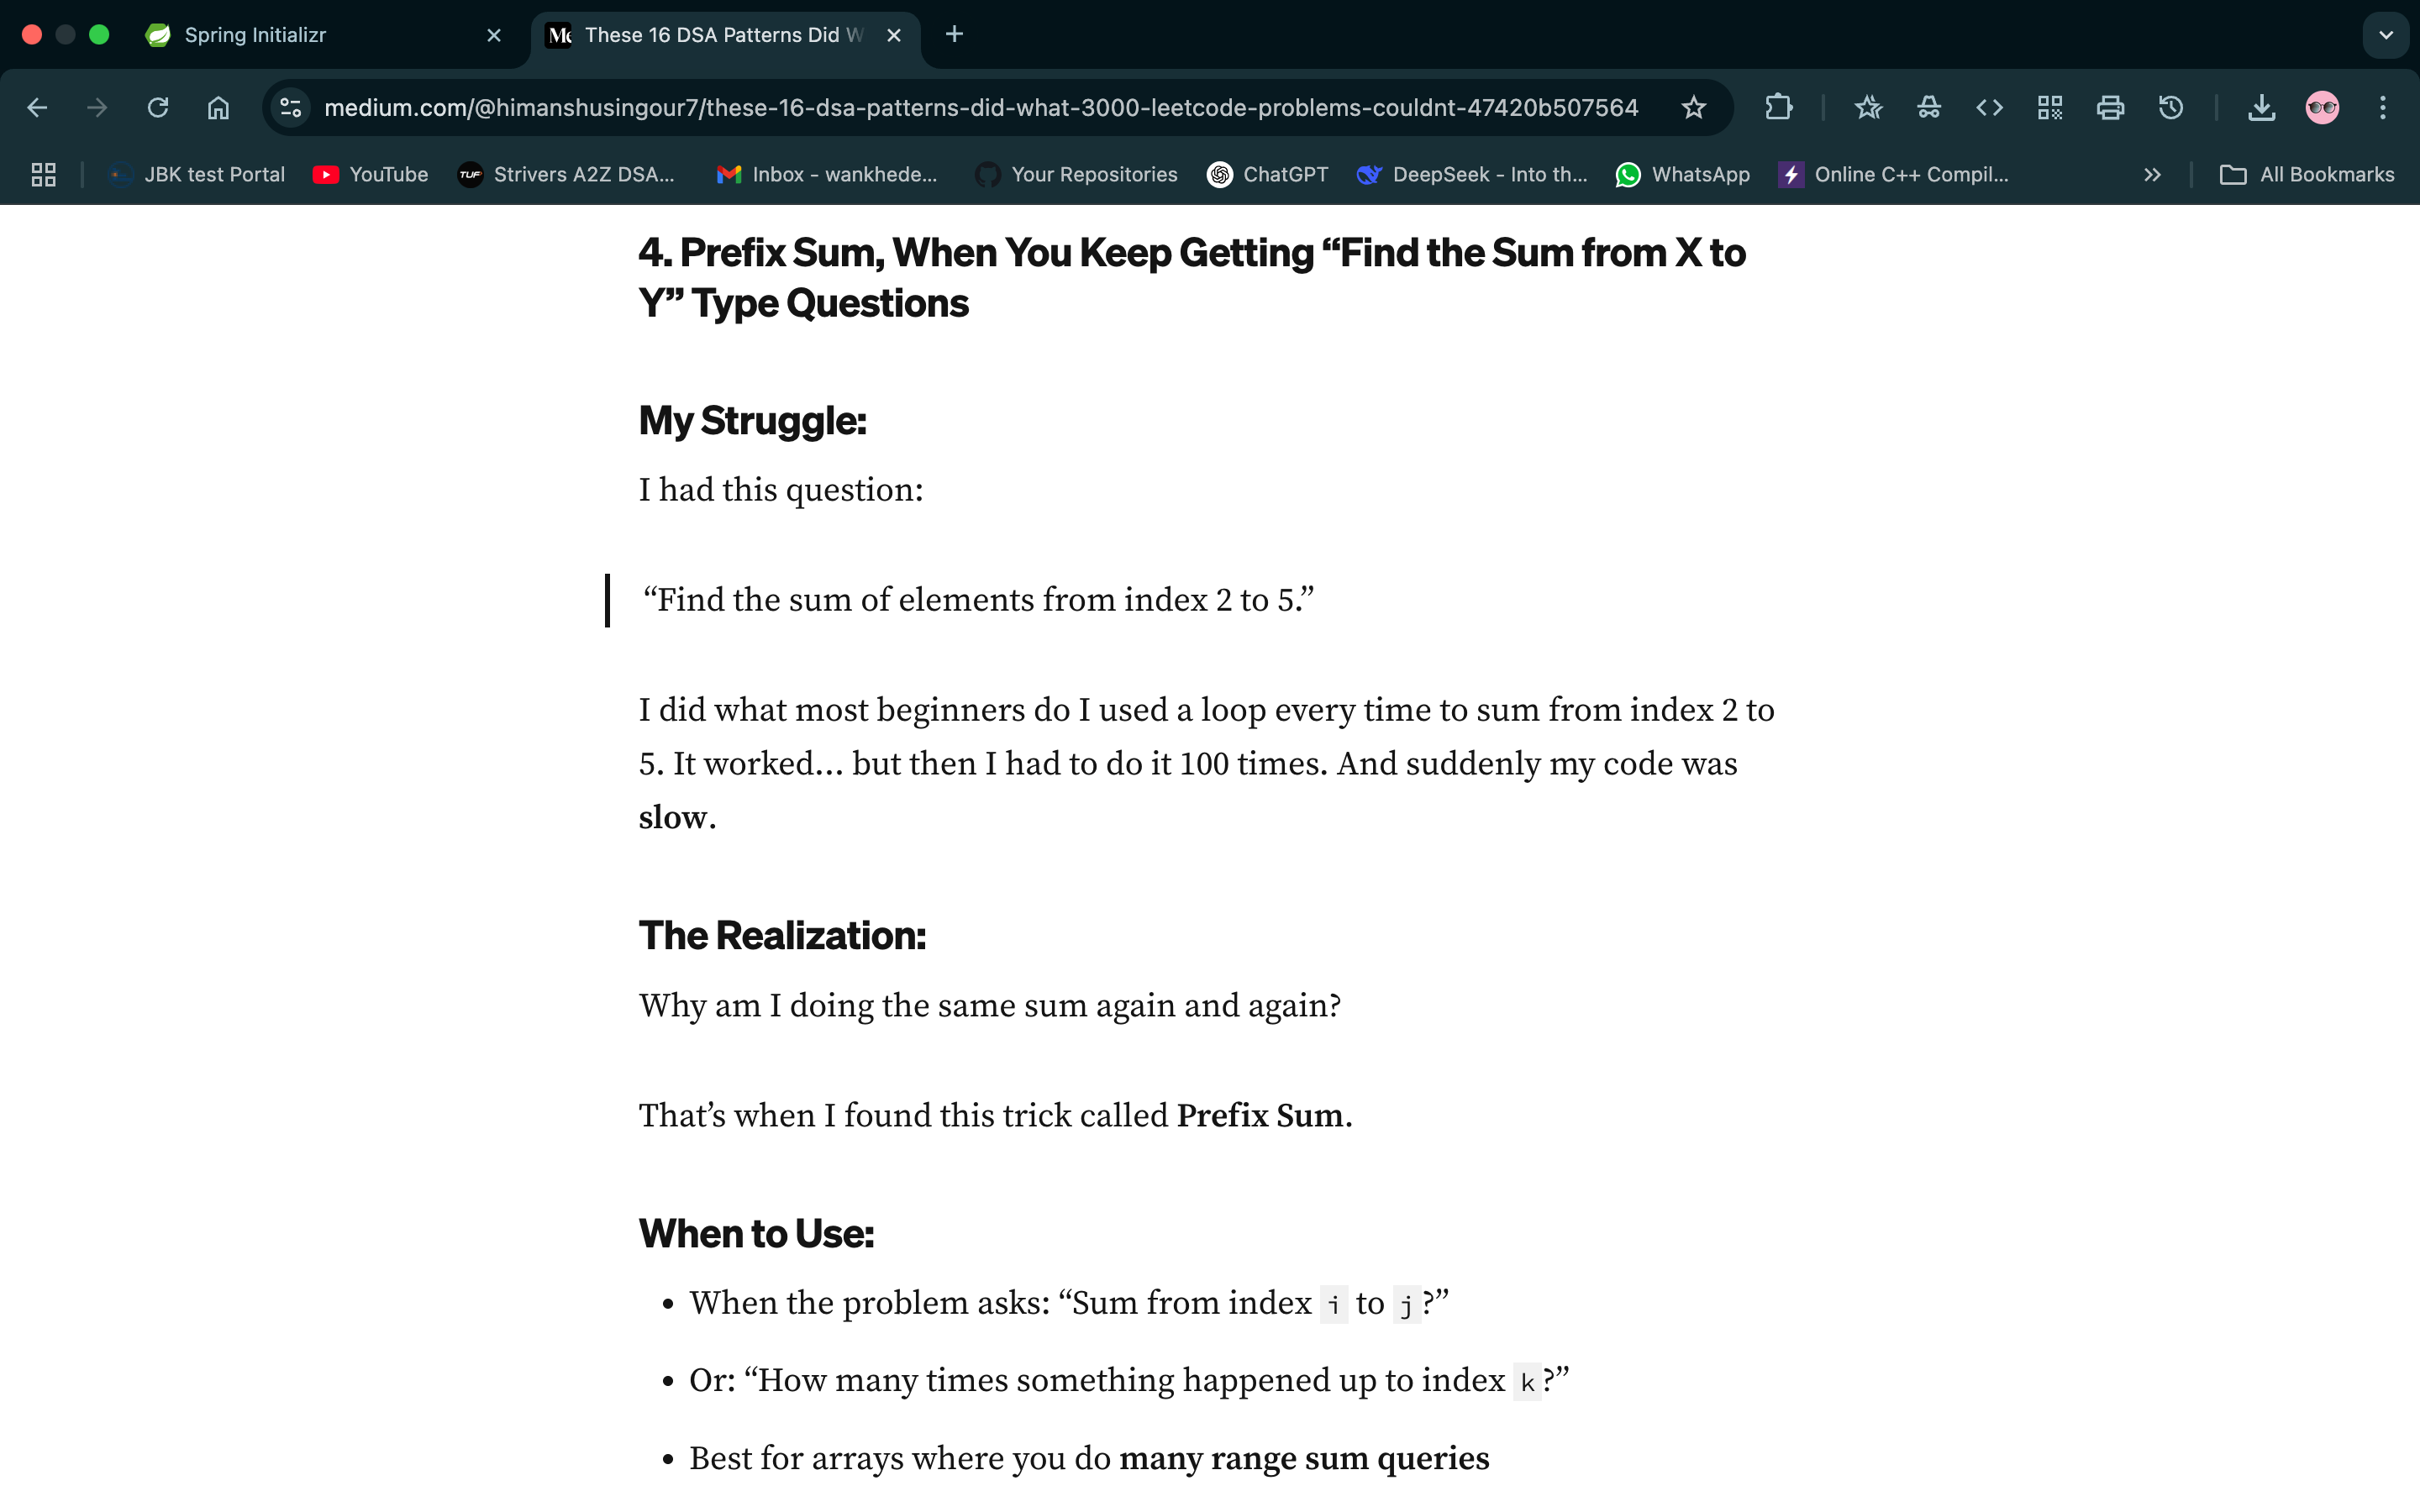 Spring Initializr
These 16 DSA Patterns Did W
medium.com/@himanshusingour7/these-16-dsa-patterns-did-what-3000-leetcode-problems-couldnt-47420b507564
JBK test Portal YouTube Strivers A2Z DSA... Inbox - wankhede... Your Repositories ChatGPT DeepSeek - Into th... WhatsApp Online C++ Compil... All Bookmarks
4. Prefix Sum, When You Keep Getting “Find the Sum from X to
Y” Type Questions
My Struggle:
I had this question:
“Find the sum of elements from index 2 to 5.”
I did what most beginners do I used a loop every time to sum from index 2 to
5. It worked… but then I had to do it 100 times. And suddenly my code was
slow.
The Realization:
Why am I doing the same sum again and again?
That’s when I found this trick called Prefix Sum.
When to Use:
• When the problem asks: “Sum from index i to j?”
• Or: “How many times something happened up to index k?”
• Best for arrays where you do many range sum queries